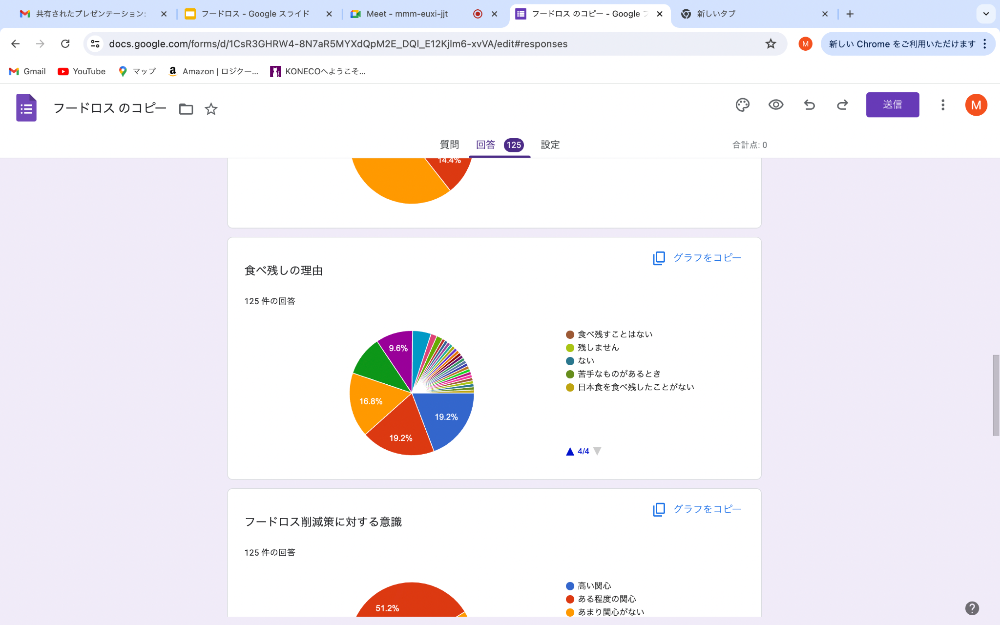 共有されたプレゼンテーション:
フードロス - Google スライド
Meet - mmm-euxi-jjt
フードロス のコピー - Google フ
新しいタブ
docs.google.com/forms/d/1CsR3GHRW4-8N7aR5MYXdQpM2E_DQl_E12Kjlm6-xvVA/edit#responses
M
新しい Chrome をご利用いただけます
Gmail
YouTube
マップ
Amazon | ロジクー...
KONECOへようこそ...
フードロス のコピー
送信
M
質問
回答
125
設定
合計点: 0
14.4%
グラフをコピー
食べ残しの理由
125 件の回答
9.6%
16.8%
19.2%
19.2%
食べ残すことはない
残しません
ない
苦手なものがあるとき
日本食を食べ残したことがない
4/4
グラフをコピー
フードロス削減策に対する意識
125 件の回答
51.2%
高い関心
ある程度の関心
あまり関心がない